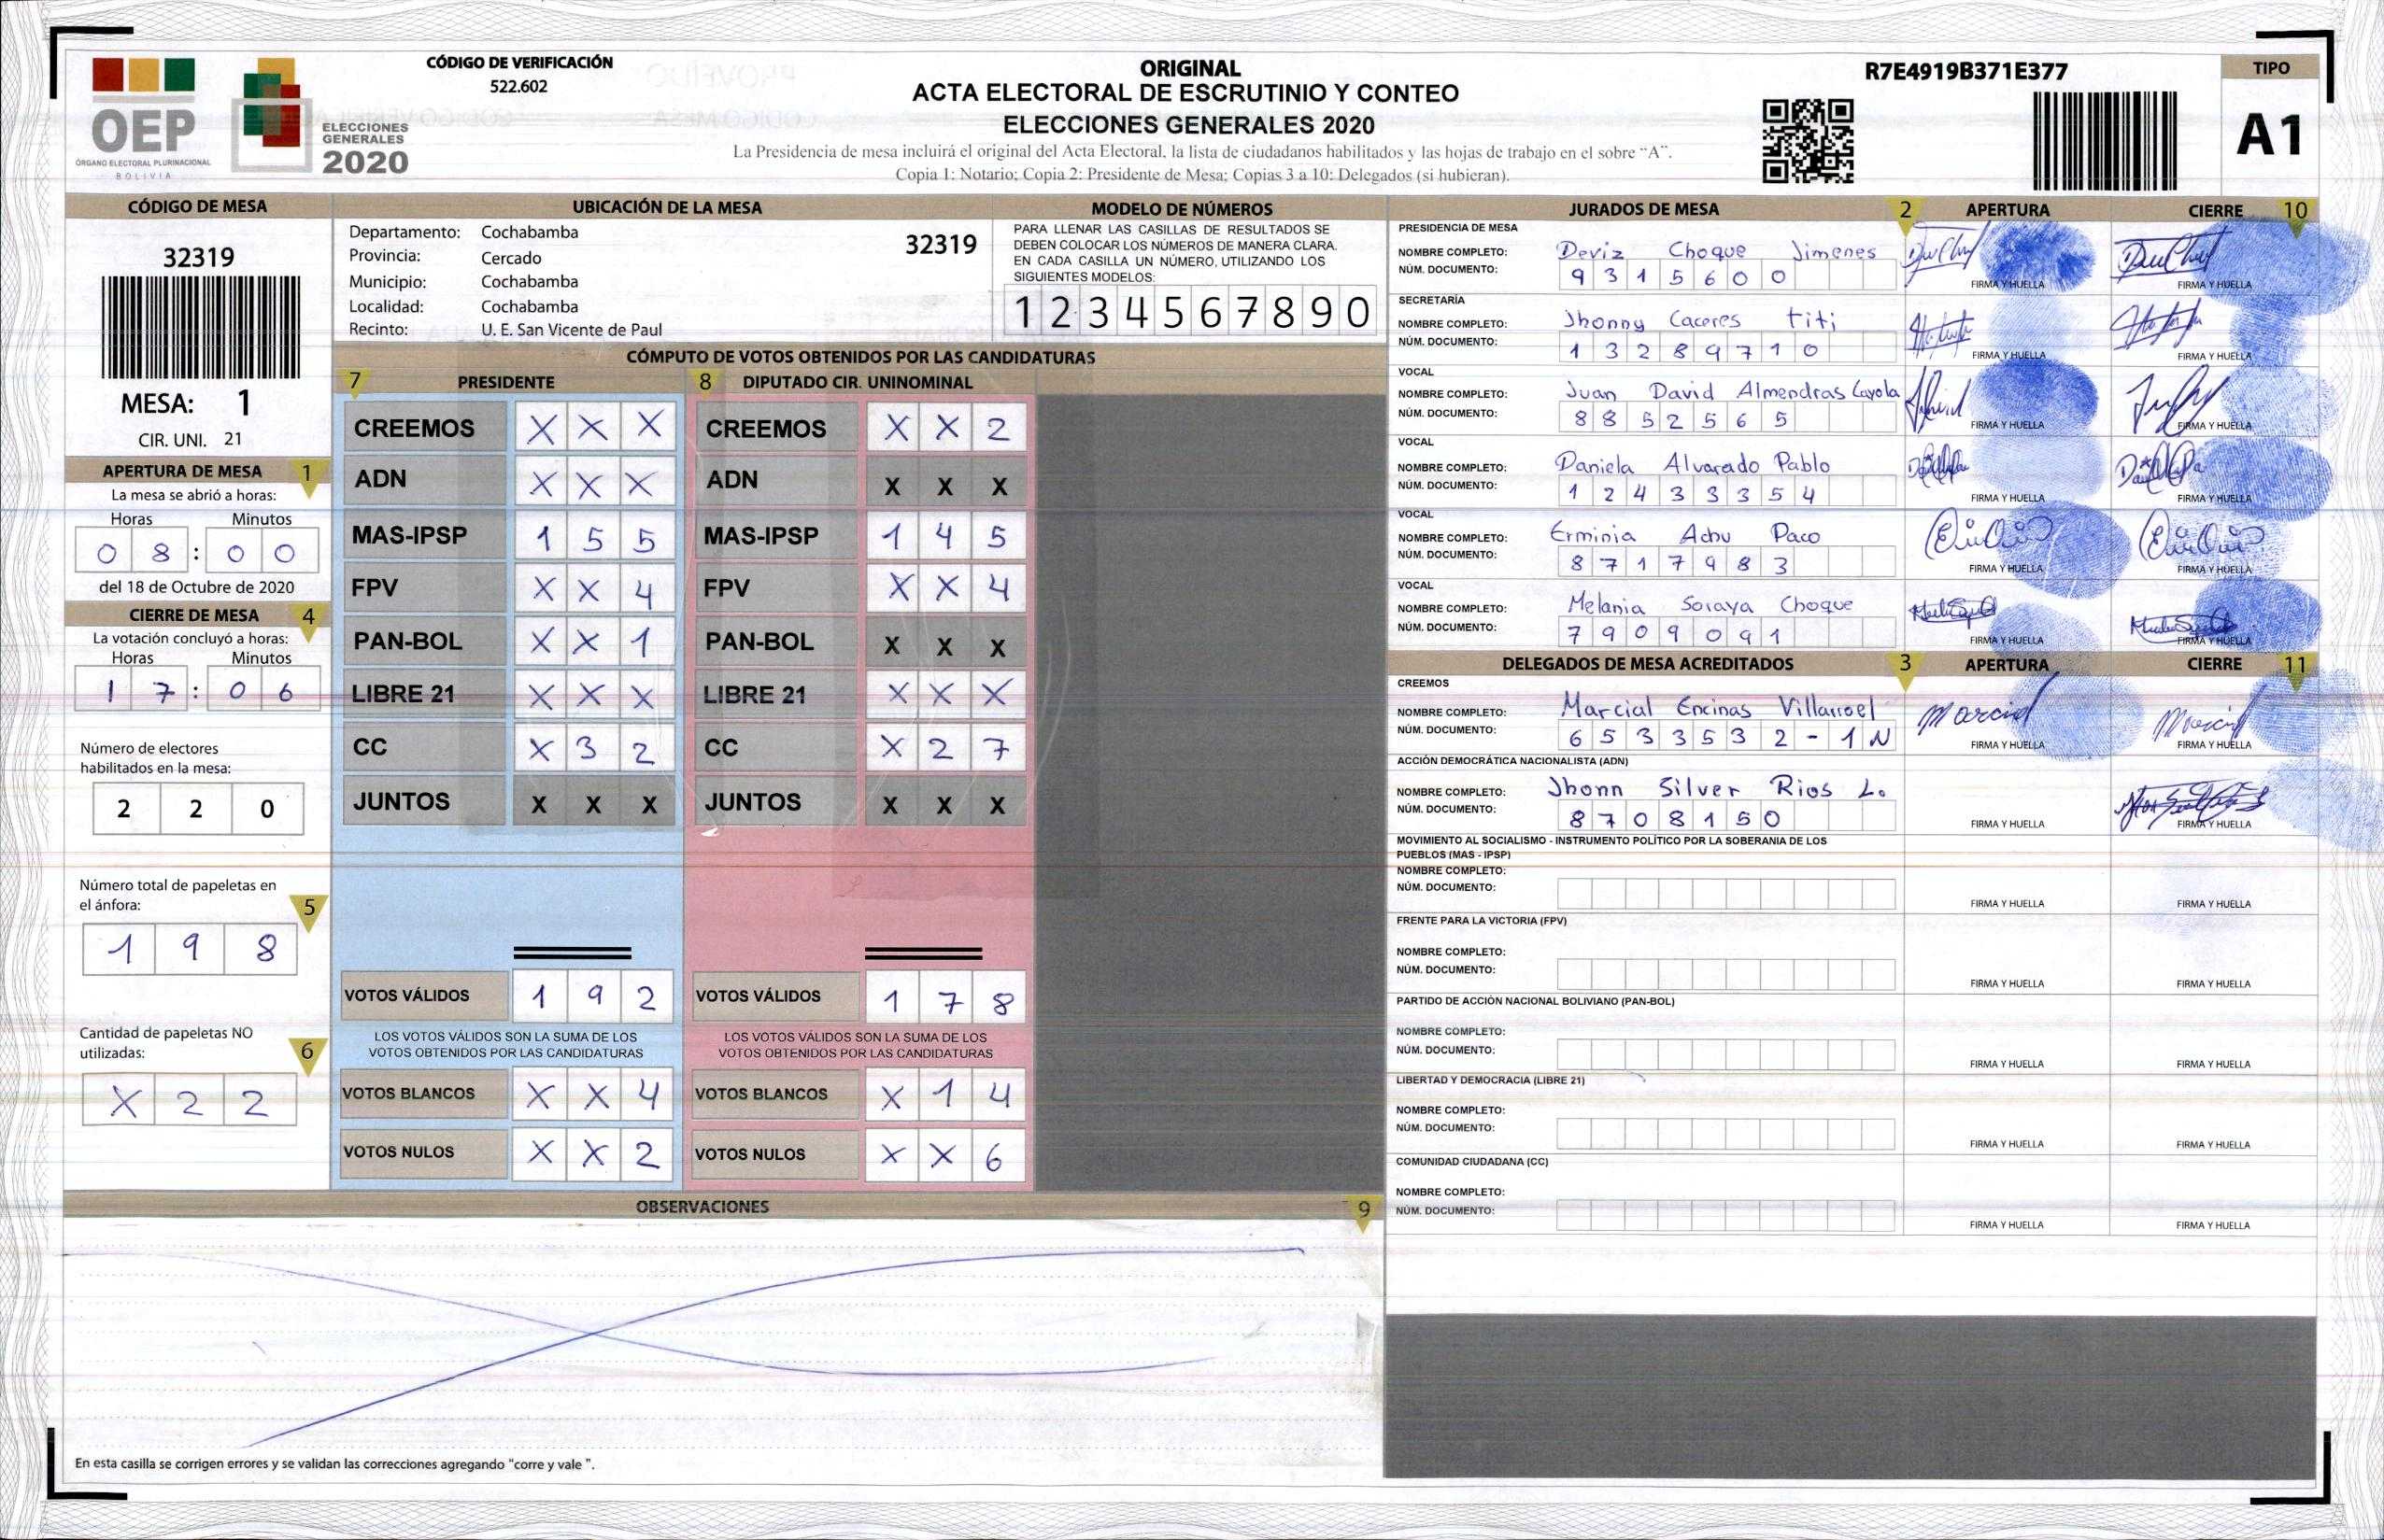 CÓDIGO DE VERIFICACIÓN
522.602
OEP
ÓRGANO ELECTORAL PLURINACIONAL
BOLIVIA
ELECCIONES
GENERALES
2020
ORIGINAL
ACTA ELECTORAL DE ESCRUTINIO Y CONTEO
ELECCIONES GENERALES 2020
La Presidencia de mesa incluirá el original del Acta Electoral, la lista de ciudadanos habilitados y las hojas de trabajo en el sobre “A”.
Copia 1: Notario; Copia 2: Presidente de Mesa; Copias 3 a 10: Delegados (si hubieran).
R7E4919B371E377
TIPO
A1
CÓDIGO DE MESA
32319
MESA: 1
CIR. UNI. 21
APERTURA DE MESA 1
La mesa se abrió a horas:
Horas Minutos
0 8 : 0 0
del 18 de Octubre de 2020
CIERRE DE MESA 4
La votación concluyó a horas:
Horas Minutos
1 7 : 0 6
Número de electores
habilitados en la mesa:
2 2 0
Número total de papeletas en
el ánfora:
5
1 9 8
Cantidad de papeletas NO
utilizadas:
6
X 2 2
UBICACIÓN DE LA MESA
Departamento: Cochabamba
Provincia: Cercado
Municipio: Cochabamba
Localidad: Cochabamba
Recinto: U. E. San Vicente de Paul
32319
MODELO DE NÚMEROS
PARA LLENAR LAS CASILLAS DE RESULTADOS SE
DEBEN COLOCAR LOS NÚMEROS DE MANERA CLARA.
EN CADA CASILLA UN NÚMERO, UTILIZANDO LOS
SIGUIENTES MODELOS:
1 2 3 4 5 6 7 8 9 0
CÓMPUTO DE VOTOS OBTENIDOS POR LAS CANDIDATURAS
7 PRESIDENTE
CREEMOS X X X
ADN X X X
MAS-IPSP 1 5 5
FPV X X 4
PAN-BOL X X 1
LIBRE 21 X X X
CC X 3 2
JUNTOS X X X
VOTOS VÁLIDOS 1 9 2
LOS VOTOS VÁLIDOS SON LA SUMA DE LOS
VOTOS OBTENIDOS POR LAS CANDIDATURAS
VOTOS BLANCOS X X 4
VOTOS NULOS X X 2
8 DIPUTADO CIR. UNINOMINAL
CREEMOS X X 2
ADN X X X
MAS-IPSP 1 4 5
FPV X X 4
PAN-BOL X X X
LIBRE 21 X X X
CC X 2 7
JUNTOS X X X
VOTOS VÁLIDOS 1 7 8
LOS VOTOS VÁLIDOS SON LA SUMA DE LOS
VOTOS OBTENIDOS POR LAS CANDIDATURAS
VOTOS BLANCOS X 1 4
VOTOS NULOS X X 6
OBSERVACIONES 9
En esta casilla se corrigen errores y se validan las correcciones agregando "corre y vale ".
JURADOS DE MESA 2 APERTURA CIERRE 10
PRESIDENCIA DE MESA
NOMBRE COMPLETO: Deviz Choque Jimenes
NÚM. DOCUMENTO: 9 3 1 5 6 0 0
FIRMA Y HUELLA FIRMA Y HUELLA
SECRETARÍA
NOMBRE COMPLETO: Jhonny Caceres titi
NÚM. DOCUMENTO: 1 3 2 8 9 7 1 0
FIRMA Y HUELLA FIRMA Y HUELLA
VOCAL
NOMBRE COMPLETO: Juan David Almendras Loyola
NÚM. DOCUMENTO: 8 8 5 2 5 6 5
FIRMA Y HUELLA FIRMA Y HUELLA
VOCAL
NOMBRE COMPLETO: Daniela Alvarado Pablo
NÚM. DOCUMENTO: 1 2 4 3 3 3 5 4
FIRMA Y HUELLA FIRMA Y HUELLA
VOCAL
NOMBRE COMPLETO: Erminia Achu Paco
NÚM. DOCUMENTO: 8 7 1 7 9 8 3
FIRMA Y HUELLA FIRMA Y HUELLA
VOCAL
NOMBRE COMPLETO: Melania Soraya Choque
NÚM. DOCUMENTO: 7 9 0 9 0 9 1
FIRMA Y HUELLA FIRMA Y HUELLA
DELEGADOS DE MESA ACREDITADOS 3 APERTURA CIERRE 11
CREEMOS
NOMBRE COMPLETO: Marcial Encinas Villarroel
NÚM. DOCUMENTO: 6 5 3 3 5 3 2 - 1 N
Marcial Marcial
FIRMA Y HUELLA FIRMA Y HUELLA
ACCIÓN DEMOCRÁTICA NACIONALISTA (ADN)
NOMBRE COMPLETO: Jhonn Silver Rios L.
NÚM. DOCUMENTO: 8 7 0 8 1 5 0
FIRMA Y HUELLA FIRMA Y HUELLA
MOVIMIENTO AL SOCIALISMO - INSTRUMENTO POLÍTICO POR LA SOBERANIA DE LOS
PUEBLOS (MAS - IPSP)
NOMBRE COMPLETO:
NÚM. DOCUMENTO:
FIRMA Y HUELLA FIRMA Y HUELLA
FRENTE PARA LA VICTORIA (FPV)
NOMBRE COMPLETO:
NÚM. DOCUMENTO:
FIRMA Y HUELLA FIRMA Y HUELLA
PARTIDO DE ACCIÓN NACIONAL BOLIVIANO (PAN-BOL)
NOMBRE COMPLETO:
NÚM. DOCUMENTO:
FIRMA Y HUELLA FIRMA Y HUELLA
LIBERTAD Y DEMOCRACIA (LIBRE 21)
NOMBRE COMPLETO:
NÚM. DOCUMENTO:
FIRMA Y HUELLA FIRMA Y HUELLA
COMUNIDAD CIUDADANA (CC)
NOMBRE COMPLETO:
NÚM. DOCUMENTO:
FIRMA Y HUELLA FIRMA Y HUELLA